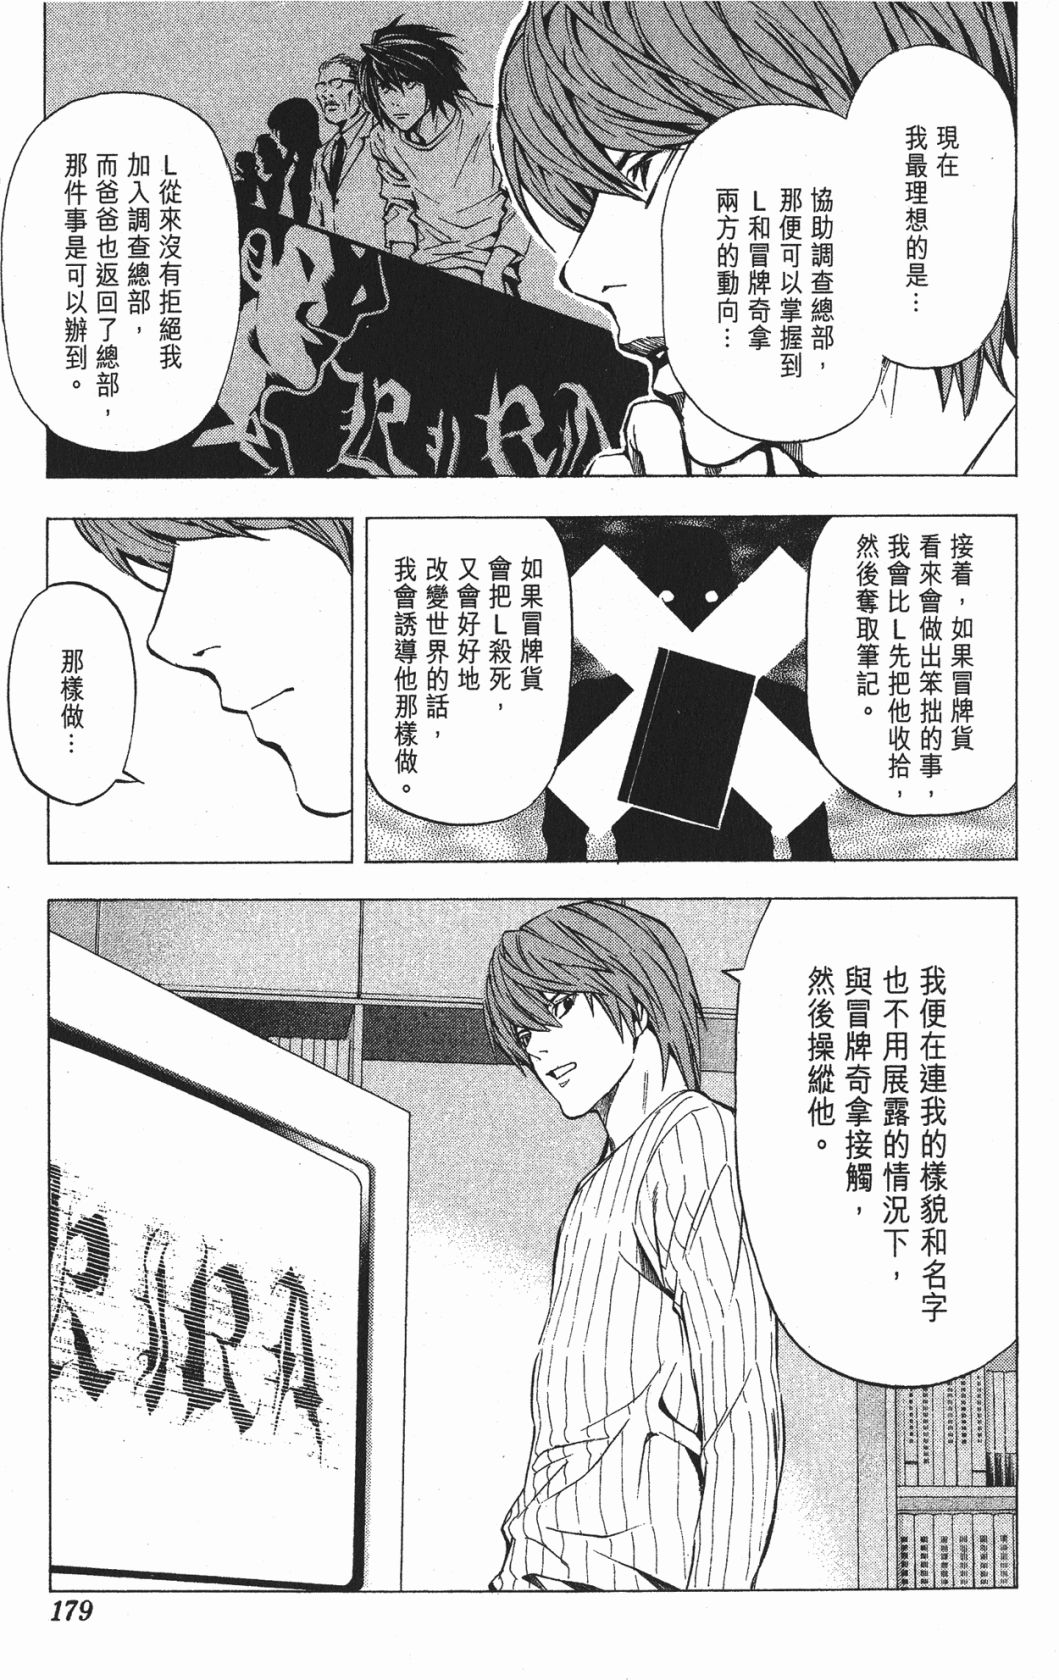 現在
我最理想的是…
協助調查總部，
那便可以掌握到
L和冒牌奇拿
兩方的動向…
L從來沒有拒絕我
加入調查總部，
而爸爸也返回了總部，
那件事是可以辦到。
KIRA
接着，如果冒牌貨
看來會做出笨拙的事，
我會比L先把他收拾，
然後奪取筆記。
如果冒牌貨
會把L殺死，
又會好好地
改變世界的話，
我會誘導他那樣做。
那樣做…
我便在連我的樣貌和名字
也不用展露的情況下，
與冒牌奇拿接觸，
然後操縱他。
KIRA
179